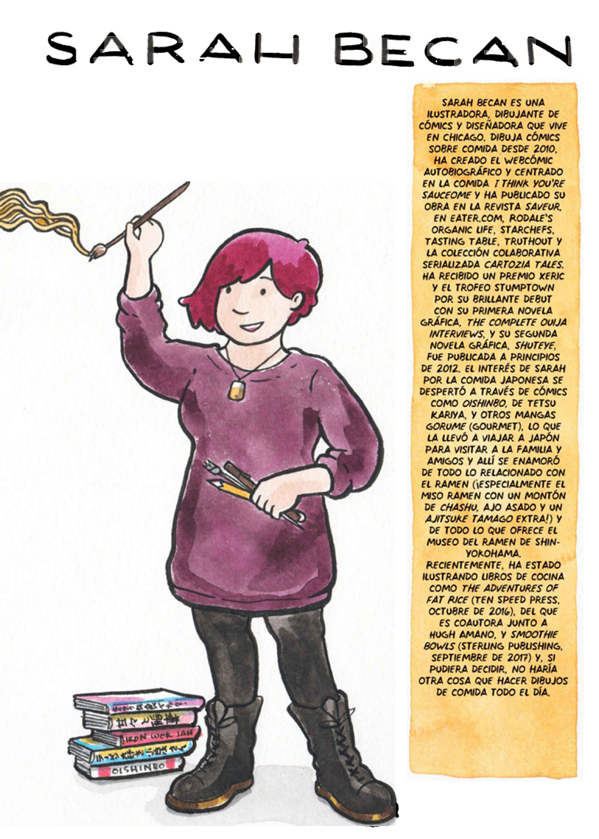 SARAH BECAN
SARAH BECAN ES UNA
ILUSTRADORA, DIBUJANTE DE
CÓMICS Y DISEÑADORA QUE VIVE
EN CHICAGO. DIBUJA CÓMICS
SOBRE COMIDA DESDE 2010,
HA CREADO EL WEBCÓMIC
AUTOBIOGRÁFICO Y CENTRADO
EN LA COMIDA I THINK YOU'RE
SAUCEOME Y HA PUBLICADO SU
OBRA EN LA REVISTA SAVEUR,
EN EATER.COM, RODALE'S
ORGANIC LIFE, STARCHEFS,
TASTING TABLE, TRUTHOUT Y
LA COLECCIÓN COLABORATIVA
SERIALIZADA CARTOZIA TALES.
HA RECIBIDO UN PREMIO XERIC
Y EL TROFEO STUMPTOWN
POR SU BRILLANTE DEBUT
CON SU PRIMERA NOVELA
GRÁFICA, THE COMPLETE OUIJA
INTERVIEWS, Y SU SEGUNDA
NOVELA GRÁFICA, SHUTEYE,
FUE PUBLICADA A PRINCIPIOS
DE 2012. EL INTERÉS DE SARAH
POR LA COMIDA JAPONESA SE
DESPERTÓ A TRAVÉS DE CÓMICS
COMO OISHINBO, DE TETSU
KARIYA, Y OTROS MANGAS
GORUME (GOURMET), LO QUE
LA LLEVÓ A VIAJAR A JAPÓN
PARA VISITAR A LA FAMILIA Y
AMIGOS Y ALLÍ SE ENAMORÓ
DE TODO LO RELACIONADO CON
EL RAMEN (¡ESPECIALMENTE EL
MISO RAMEN CON UN MONTÓN
DE CHASHU, AJO ASADO Y UN
AJITSUKE TAMAGO EXTRA!) Y
DE TODO LO QUE OFRECE EL
MUSEO DEL RAMEN DE SHIN-
YOKOHAMA.
RECIENTEMENTE, HA ESTADO
ILUSTRANDO LIBROS DE COCINA
COMO THE ADVENTURES OF
FAT RICE (TEN SPEED PRESS,
OCTUBRE DE 2016), DEL QUE
ES COAUTORA JUNTO A
HUGH AMANO, Y SMOOTHIE
BOWLS (STERLING PUBLISHING,
SEPTIEMBRE DE 2017) Y, SI
PUDIERA DECIDIR, NO HARÍA
OTRA COSA QUE HACER DIBUJOS
DE COMIDA TODO EL DÍA.
IRON WOK JAN
OISHINBO